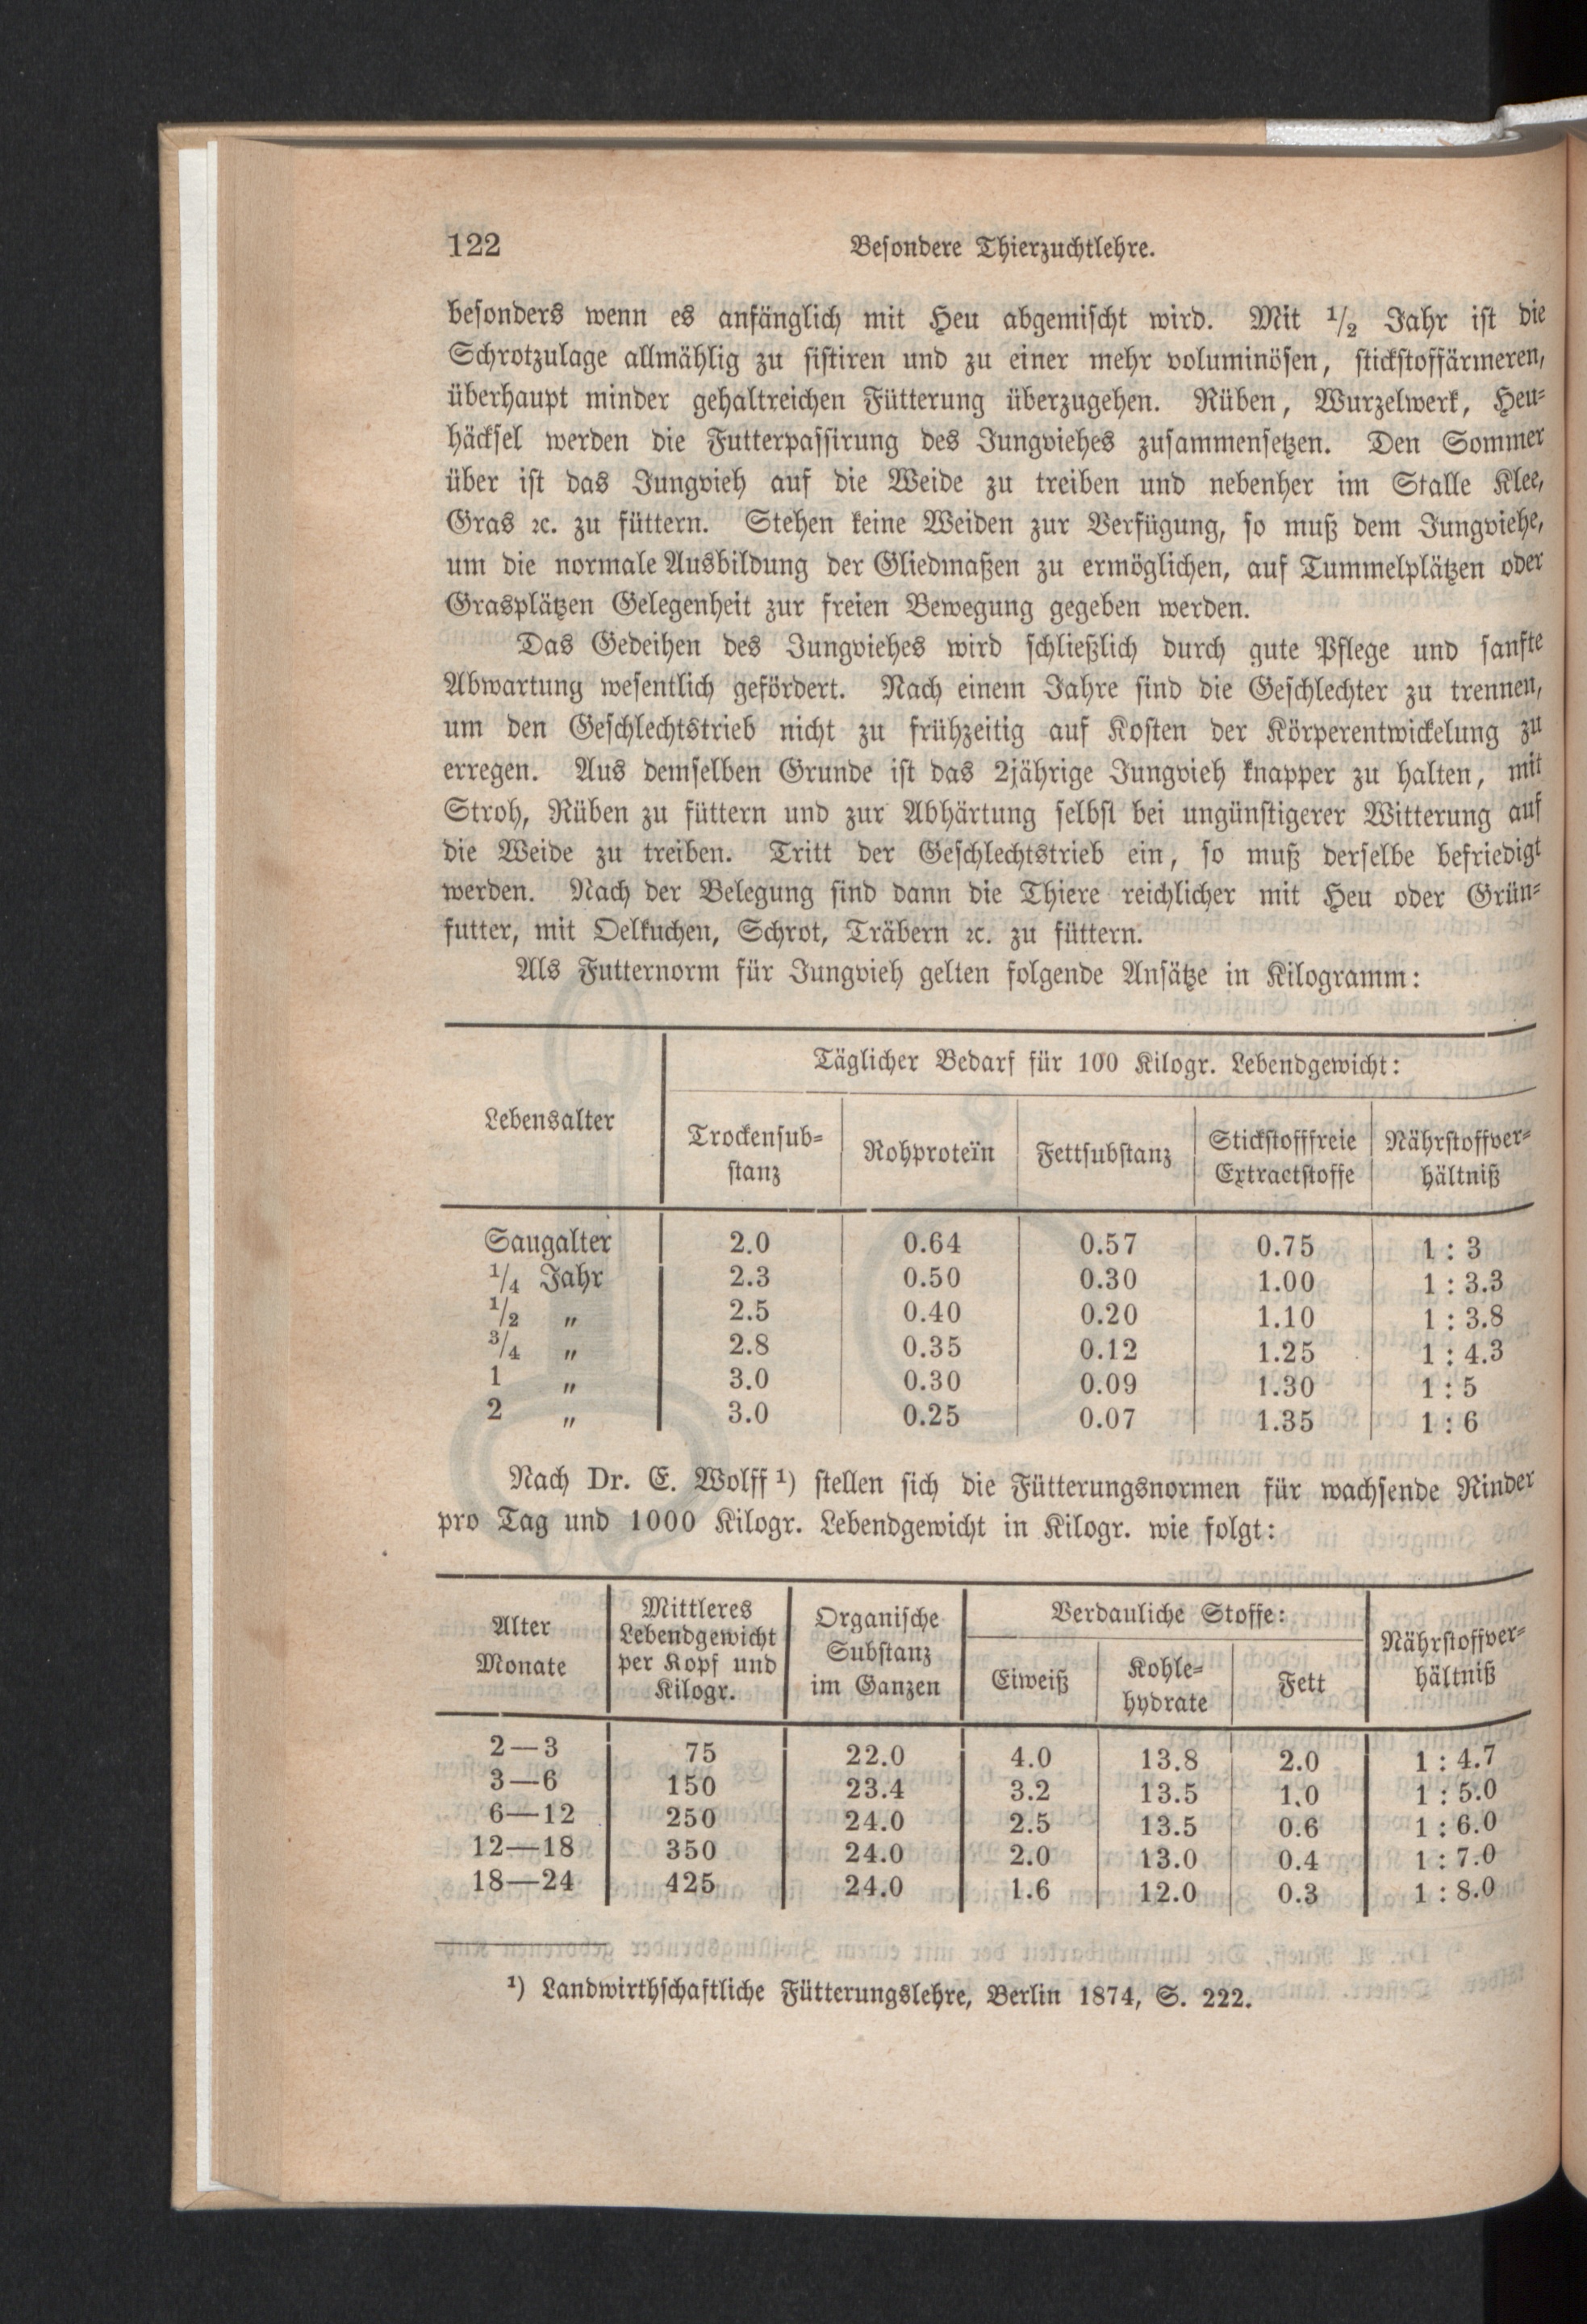 122 Besondere Thierzuchtlehre.
besonders wenn es anfänglich mit Heu abgemischt wird. Mit 1/2 Jahr ist die
Schrotzulage allmählig zu sistiren und zu einer mehr voluminösen, stickstoffärmeren,
überhaupt minder gehaltreichen Fütterung überzugehen. Rüben, Wurzelwerk, Heu-
häcksel werden die Futterpassirung des Jungviehes zusammensetzen. Den Sommer
über ist das Jungvieh auf die Weide zu treiben und nebenher im Stalle Klee,
Gras ꝛc. zu füttern. Stehen keine Weiden zur Verfügung, so muß dem Jungviehe,
um die normale Ausbildung der Gliedmaßen zu ermöglichen, auf Tummelplätzen oder
Grasplätzen Gelegenheit zur freien Bewegung gegeben werden.
Das Gedeihen des Jungviehes wird schließlich durch gute Pflege und sanfte
Abwartung wesentlich gefördert. Nach einem Jahre sind die Geschlechter zu trennen,
um den Geschlechtstrieb nicht zu frühzeitig auf Kosten der Körperentwickelung zu
erregen. Aus demselben Grunde ist das 2jährige Jungvieh knapper zu halten, mit
Stroh, Rüben zu füttern und zur Abhärtung selbst bei ungünstigerer Witterung auf
die Weide zu treiben. Tritt der Geschlechtstrieb ein, so muß derselbe befriedigt
werden. Nach der Belegung sind dann die Thiere reichlicher mit Heu oder Grün-
futter, mit Oelkuchen, Schrot, Träbern ꝛc. zu füttern.
Als Futternorm für Jungvieh gelten folgende Ansätze in Kilogramm:
Täglicher Bedarf für 100 Kilogr. Lebendgewicht:
Lebensalter
Trockensub- Rohproteïn Fettsubstanz Stickstofffreie Nährstoffver-
stanz Extractstoffe hältniß
Saugalter 2.0 0.64 0.57 0.75 1 : 3
1/4 Jahr 2.3 0.50 0.30 1.00 1 : 3.3
1/2 „ 2.5 0.40 0.20 1.10 1 : 3.8
3/4 „ 2.8 0.35 0.12 1.25 1 : 4.3
1 „ 3.0 0.30 0.09 1.30 1 : 5
2 „ 3.0 0.25 0.07 1.35 1 : 6
Nach Dr. E. Wolff ¹) stellen sich die Fütterungsnormen für wachsende Rinder
pro Tag und 1000 Kilogr. Lebendgewicht in Kilogr. wie folgt:
Alter
Monate
Mittleres
Lebendgewicht
per Kopf und
Kilogr.
Organische
Substanz
im Ganzen
Verdauliche Stoffe:
Eiweiß
Kohle-
hydrate
Fett
Nährstoffver-
hältniß
2—3 75 22.0 4.0 13.8 2.0 1 : 4.7
3—6 150 23.4 3.2 13.5 1.0 1 : 5.0
6—12 250 24.0 2.5 13.5 0.6 1 : 6.0
12—18 350 24.0 2.0 13.0 0.4 1 : 7.0
18—24 425 24.0 1.6 12.0 0.3 1 : 8.0
¹) Landwirthschaftliche Fütterungslehre, Berlin 1874, S. 222.